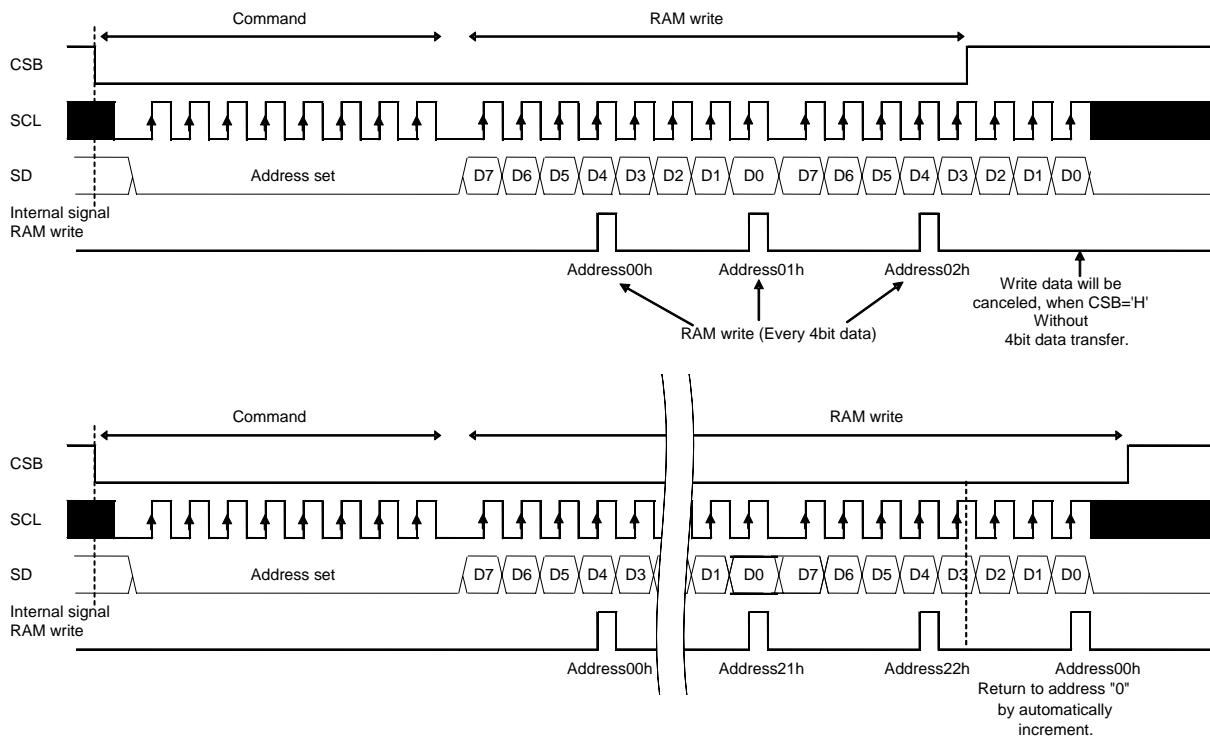 Command RAM write
CSB
SCL
SD Address set D7 D6 D5 D4 D3 D2 D1 D0 D7 D6 D5 D4 D3 D2 D1 D0
Internal signal
RAM write
Address00h Address01h Address02h
Write data will be
canceled, when CSB='H'
Without
4bit data transfer.
RAM write (Every 4bit data)
Command RAM write
CSB
SCL
SD Address set D7 D6 D5 D4 D3 D1 D0 D7 D6 D5 D4 D3 D2 D1 D0
Internal signal
RAM write
Address00h Address21h Address22h Address00h
Return to address "0"
by automatically
increment.